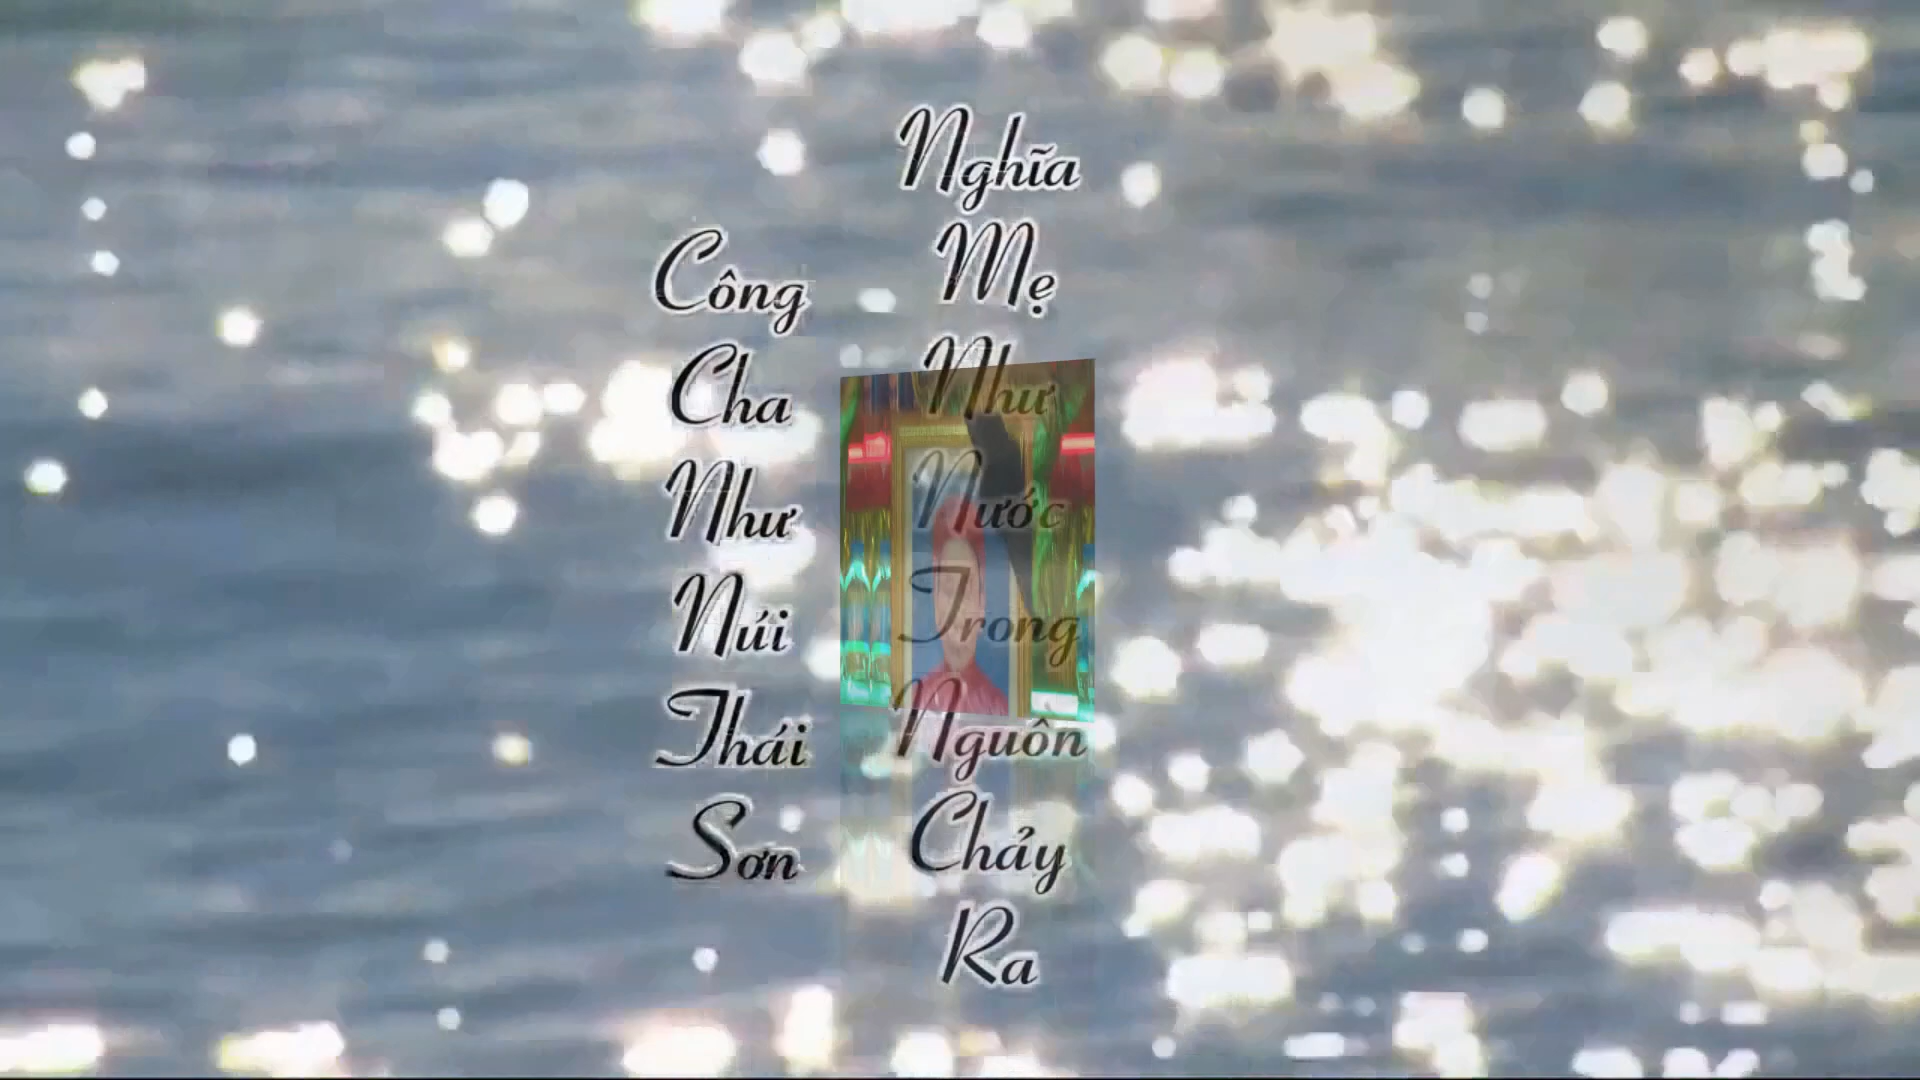 Công
Cha
Như
Núi
Thái
Sơn
Nghĩa
Mẹ
Như
Nước
Trong
Nguồn
Chảy
Ra